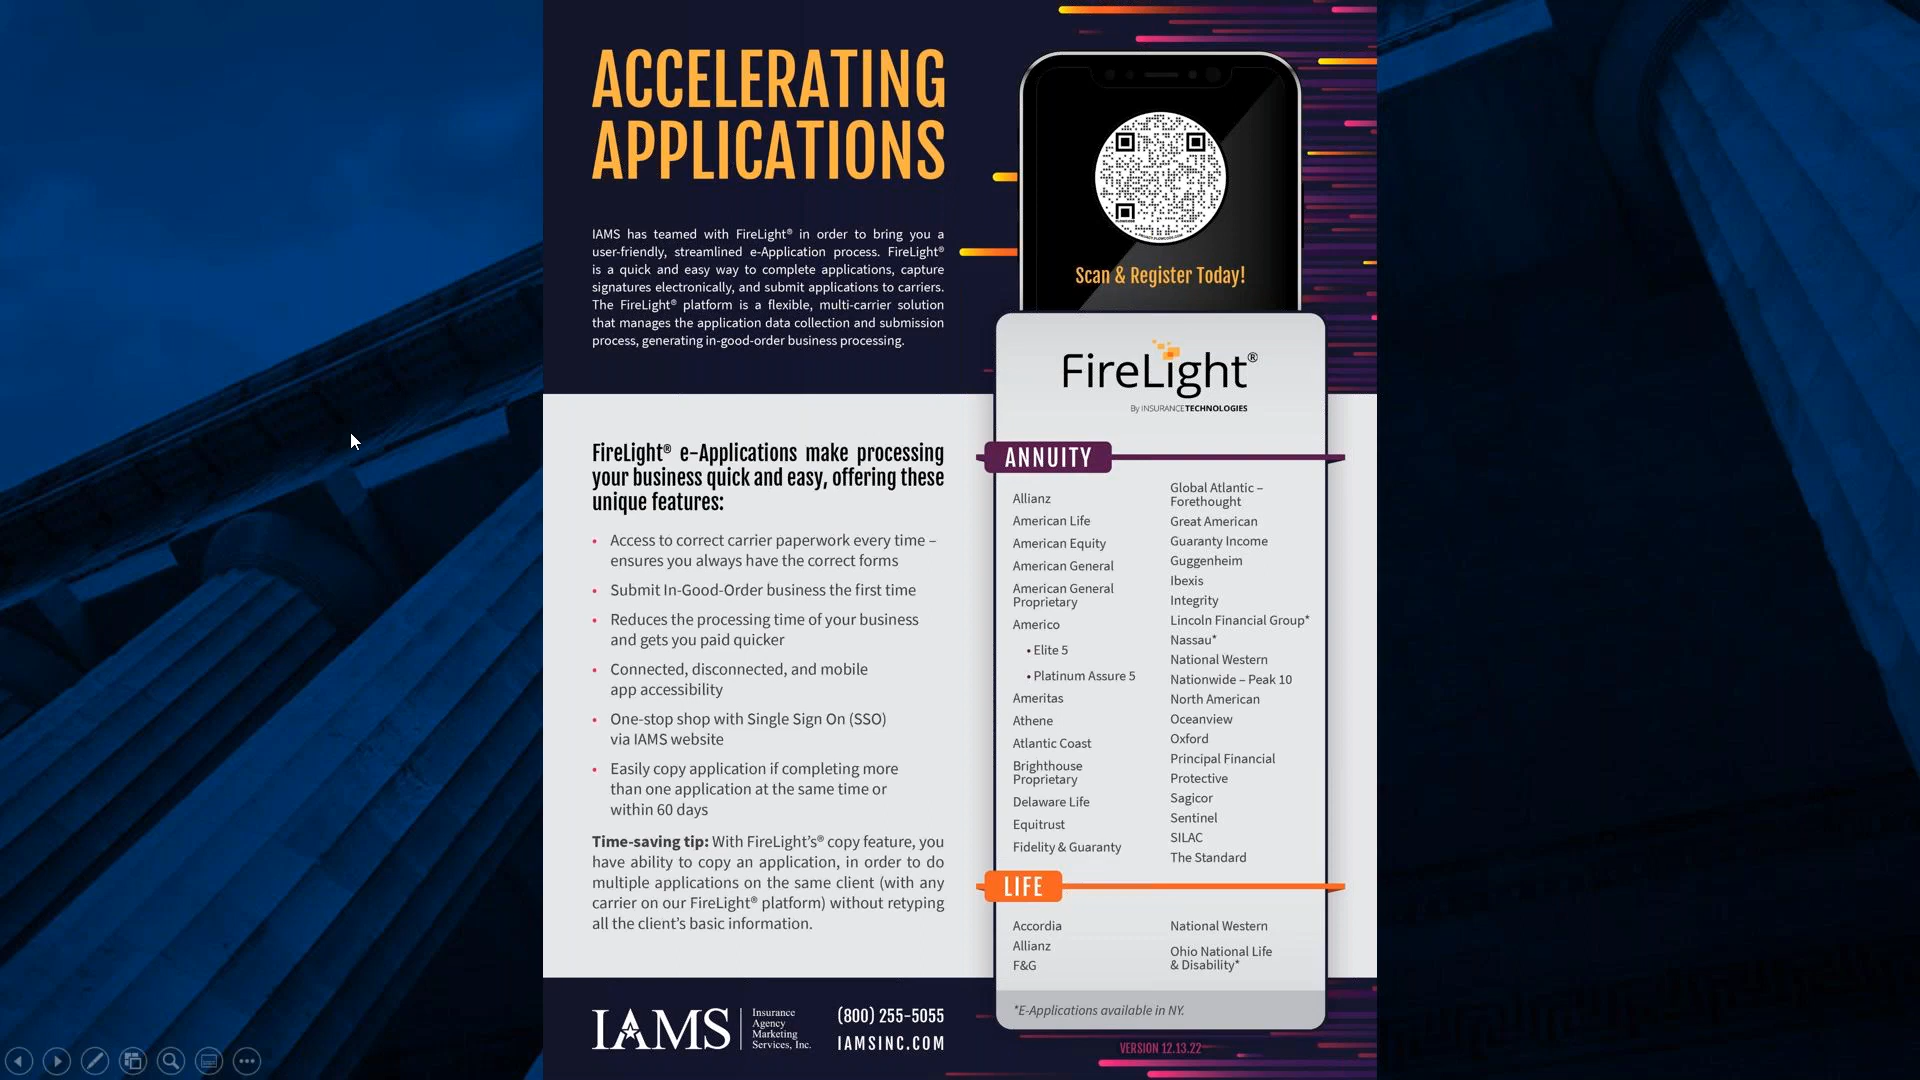 ACCELERATING
APPLICATIONS
IAMS has teamed with FireLight® in order to bring you a
user-friendly, streamlined e-Application process. FireLight®
is a quick and easy way to complete applications, capture
signatures electronically, and submit applications to carriers.
The FireLight® platform is a flexible, multi-carrier solution
that manages the application data collection and submission
process, generating in-good-order business processing.
Scan & Register Today!
FireLight®
By INSURANCETECHNOLOGIES
FireLight® e-Applications make processing
your business quick and easy, offering these
unique features:
• Access to correct carrier paperwork every time –
ensures you always have the correct forms
• Submit In-Good-Order business the first time
• Reduces the processing time of your business
and gets you paid quicker
• Connected, disconnected, and mobile
app accessibility
• One-stop shop with Single Sign On (SSO)
via IAMS website
• Easily copy application if completing more
than one application at the same time or
within 60 days
Time-saving tip: With FireLight's® copy feature, you
have ability to copy an application, in order to do
multiple applications on the same client (with any
carrier on our FireLight® platform) without retyping
all the client's basic information.
ANNUITY
Allianz
American Life
American Equity
American General
American General
Proprietary
Americo
• Elite 5
• Platinum Assure 5
Ameritas
Athene
Atlantic Coast
Brighthouse
Proprietary
Delaware Life
Equitrust
Fidelity & Guaranty
Global Atlantic –
Forethought
Great American
Guaranty Income
Guggenheim
Ibexis
Integrity
Lincoln Financial Group*
Nassau*
National Western
Nationwide – Peak 10
North American
Oceanview
Oxford
Principal Financial
Protective
Sagicor
Sentinel
SILAC
The Standard
LIFE
Accordia
Allianz
F&G
National Western
Ohio National Life
& Disability*
*E-Applications available in NY.
IAMS
Insurance
Agency
Marketing
Services, Inc.
(800) 255-5055
IAMSINC.COM
VERSION 12.13.22